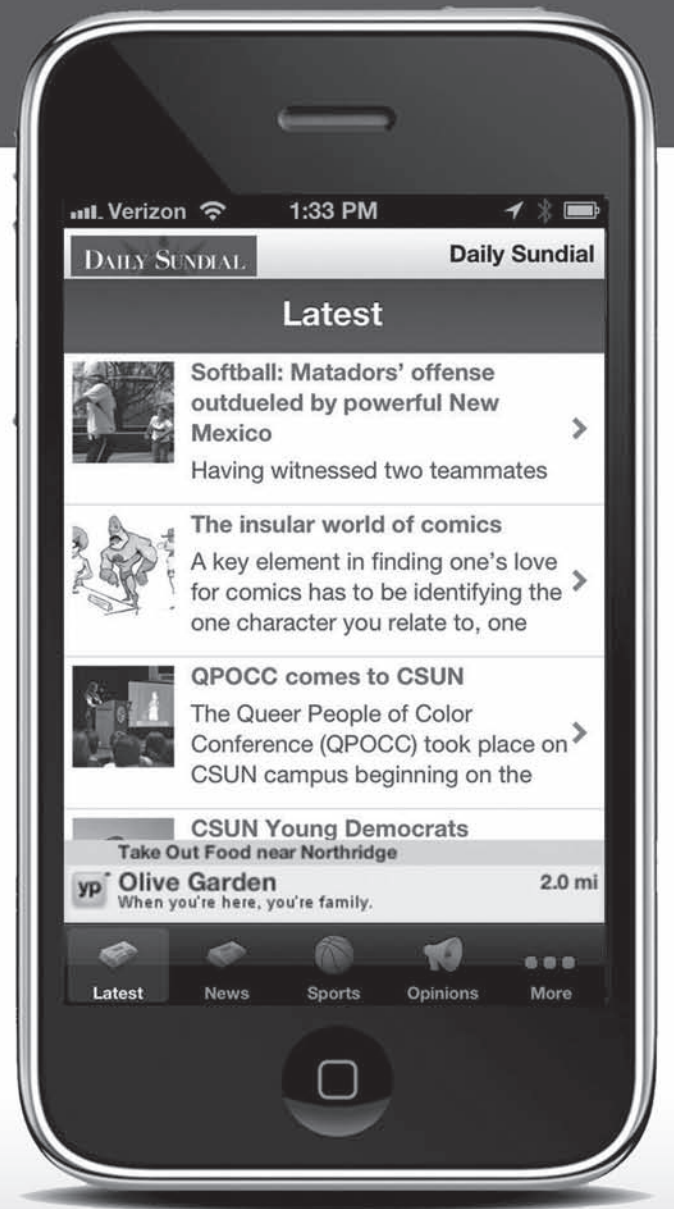 Verizon 1:33 PM
DAILY SUNDIAL Daily Sundial
Latest
Softball: Matadors' offense
outdueled by powerful New
Mexico
Having witnessed two teammates
The insular world of comics
A key element in finding one's love
for comics has to be identifying the
one character you relate to, one
QPOCC comes to CSUN
The Queer People of Color
Conference (QPOCC) took place on
CSUN campus beginning on the
CSUN Young Democrats
Take Out Food near Northridge
yp Olive Garden 2.0 mi
When you're here, you're family.
Latest News Sports Opinions More